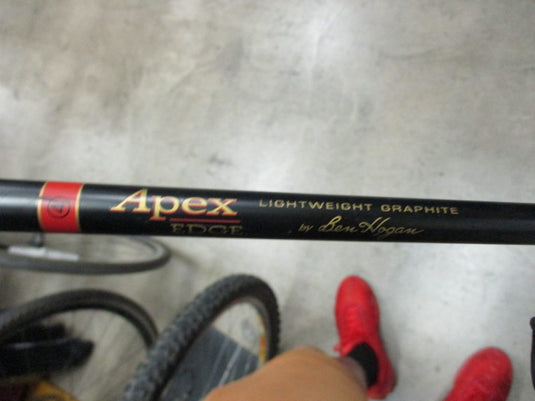 Apex LIGHTWEIGHT GRAPHITE
EDGE by Ben Hogan